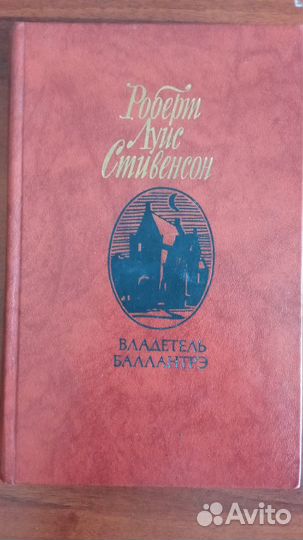 Роберт
Луис
Стивенсон
ВЛАДЕТЕЛЬ
БАЛЛАНТРЭ
Avito